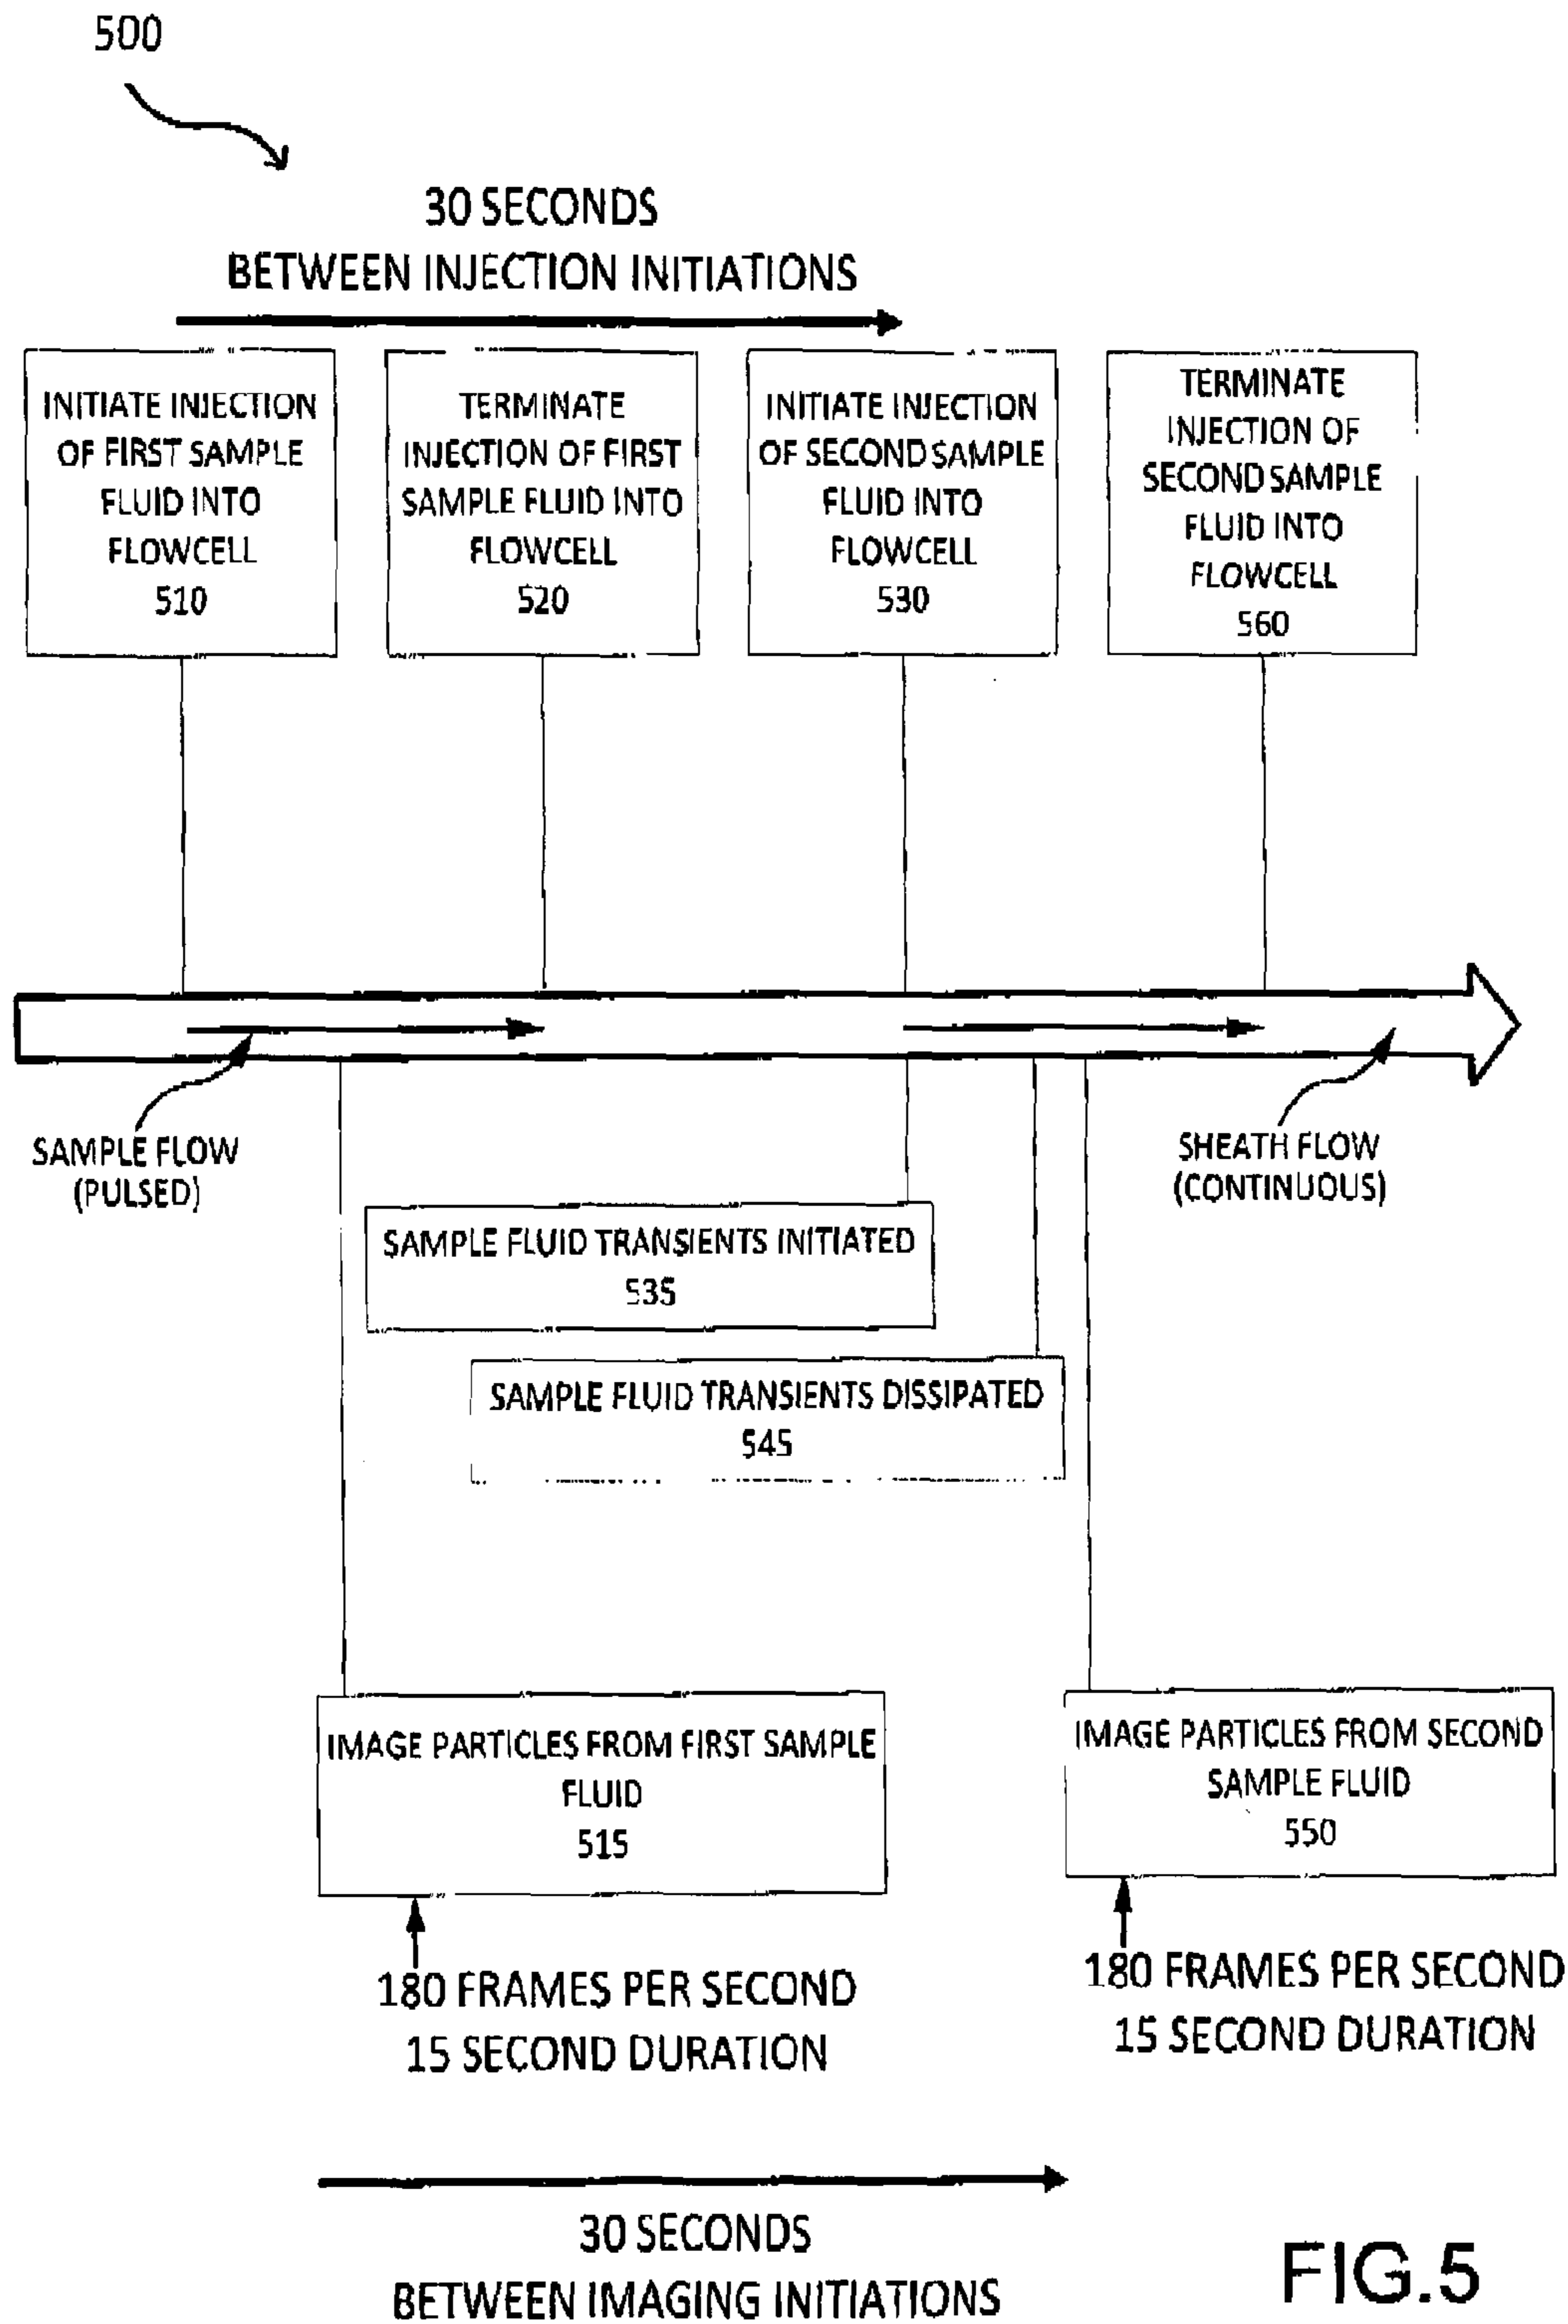 500
30 SECONDS
BETWEEN INJECTION INITIATIONS
INITIATE INJECTION
OF FIRST SAMPLE
FLUID INTO
FLOWCELL
510
TERMINATE
INJECTION OF FIRST
SAMPLE FLUID INTO
FLOWCELL
520
INITIATE INJECTION
OF SECOND SAMPLE
FLUID INTO
FLOWCELL
530
TERMINATE
INJECTION OF
SECOND SAMPLE
FLUID INTO
FLOWCELL
560
SAMPLE FLOW
(PULSED)
SHEATH FLOW
(CONTINUOUS)
SAMPLE FLUID TRANSIENTS INITIATED
535
SAMPLE FLUID TRANSIENTS DISSIPATED
545
IMAGE PARTICLES FROM FIRST SAMPLE
FLUID
515
IMAGE PARTICLES FROM SECOND
SAMPLE FLUID
550
180 FRAMES PER SECOND
15 SECOND DURATION
180 FRAMES PER SECOND
15 SECOND DURATION
30 SECONDS
BETWEEN IMAGING INITIATIONS
FIG.5